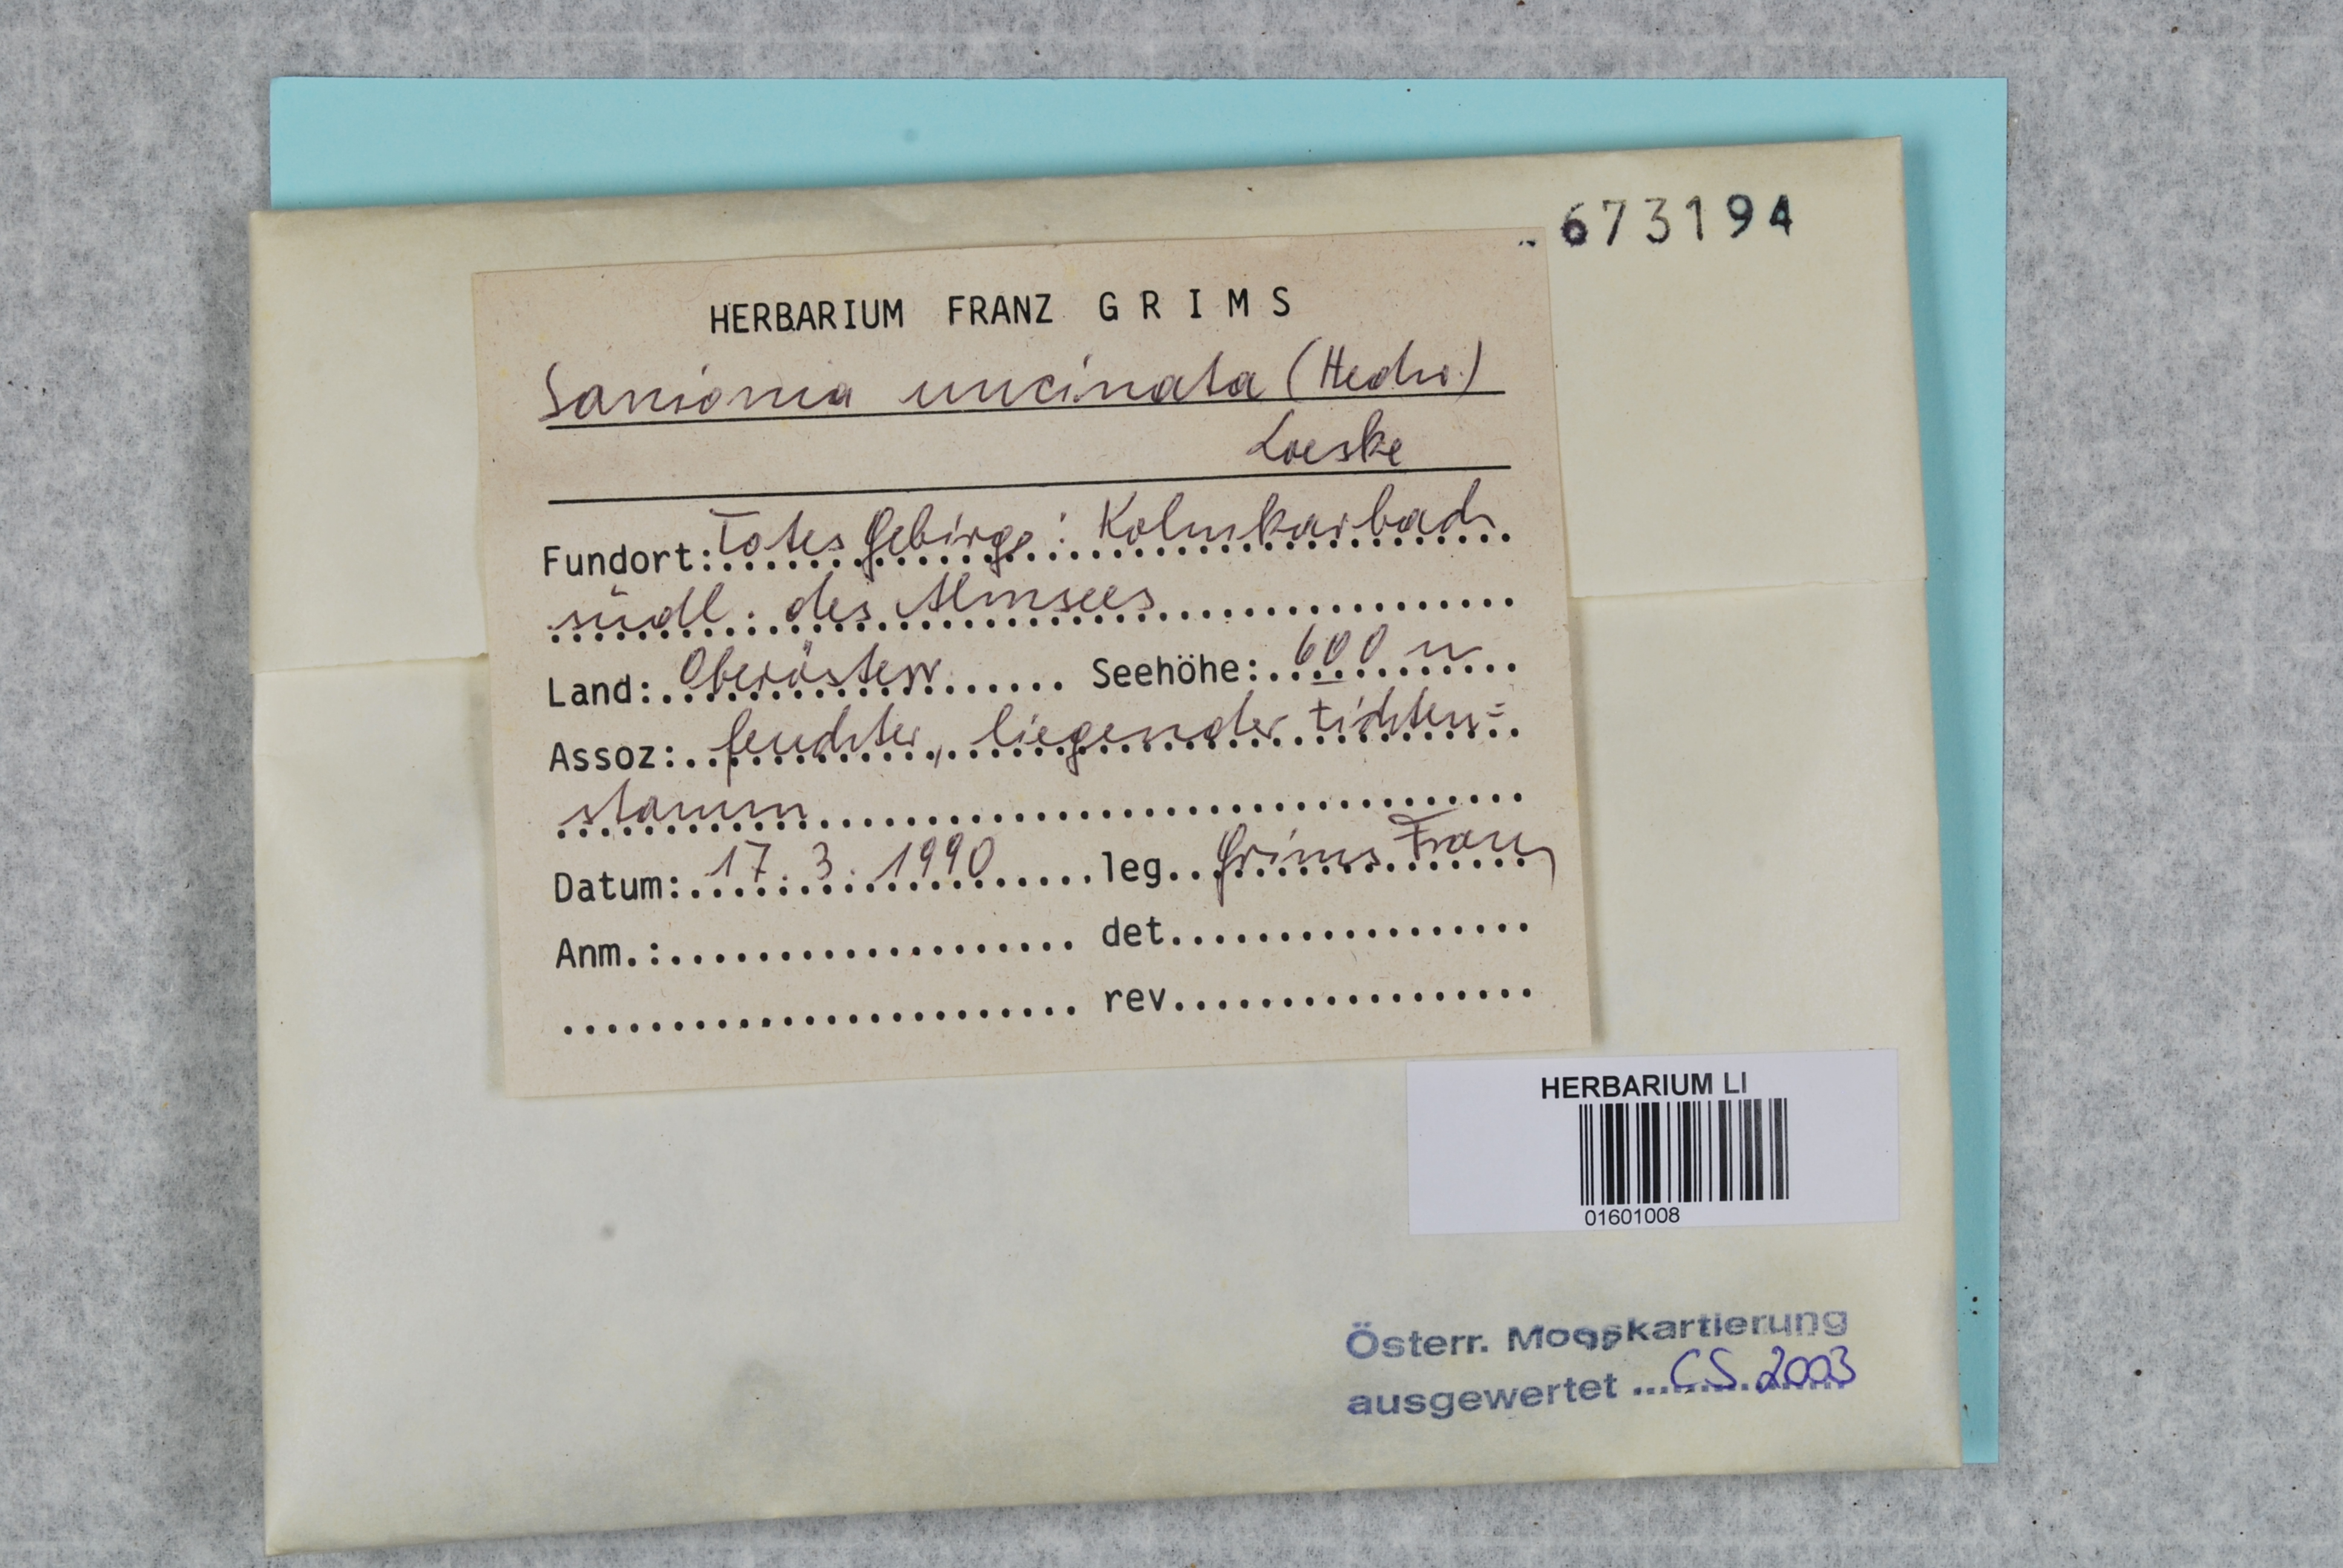 673194
HERBARIUM FRANZ GRIMS
Sanionia uncinata (Hedw.)
Loeske
Fundort: Totes Gebirge: Kolmkarbach
südl. des Almsees
Land: Oberösterr. Seehöhe: 600 m
Assoz: feuchter, liegender Fichten=
stamm
Datum: 17. 3. 1990 leg. Grims Franz
Anm.: det.
rev.
HERBARIUM LI
01601008
Österr. Mooskartierung
ausgewertet CS 2003